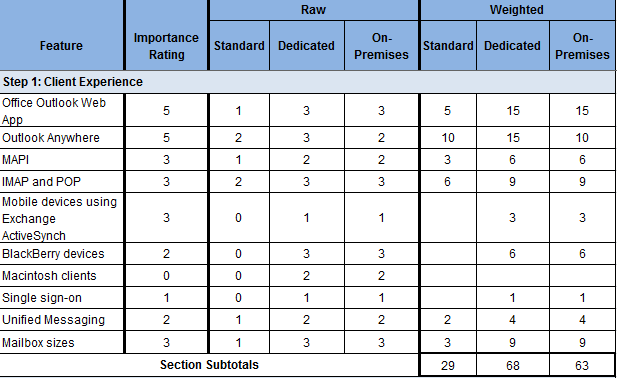 Raw Weighted
Feature Importance Rating Standard Dedicated On-Premises Standard Dedicated On-Premises
Step 1: Client Experience
Office Outlook Web App 5 1 3 3 5 15 15
Outlook Anywhere 5 2 3 2 10 15 10
MAPI 3 1 2 2 3 6 6
IMAP and POP 3 2 3 3 6 9 9
Mobile devices using Exchange ActiveSynch 3 0 1 1 3 3
BlackBerry devices 2 0 3 3 6 6
Macintosh clients 0 0 2 2
Single sign-on 1 0 1 1 1 1
Unified Messaging 2 1 2 2 2 4 4
Mailbox sizes 3 1 3 3 3 9 9
Section Subtotals 29 68 63